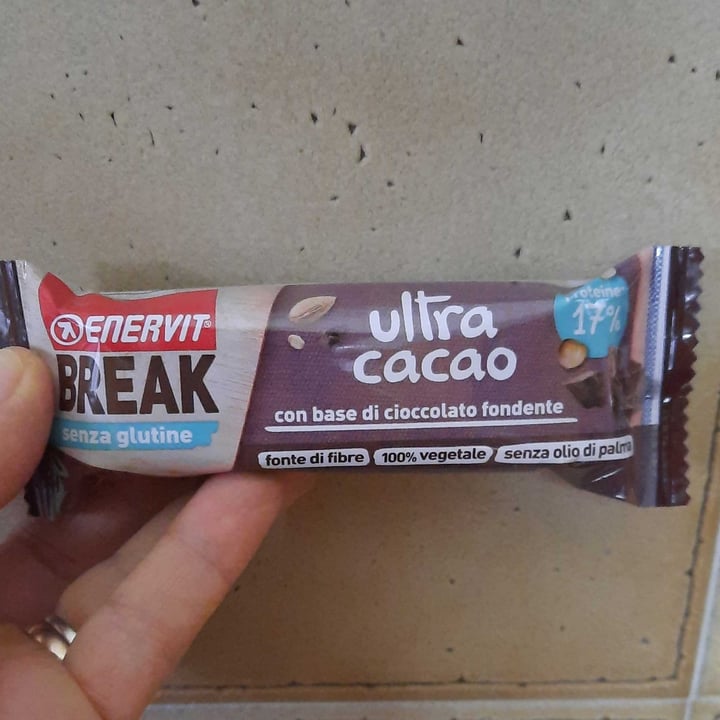 ENERVIT
BREAK
senza glutine
ultra
cacao
con base di cioccolato fondente
fonte di fibre
100% vegetale
senza olio di palma
Proteine
17%